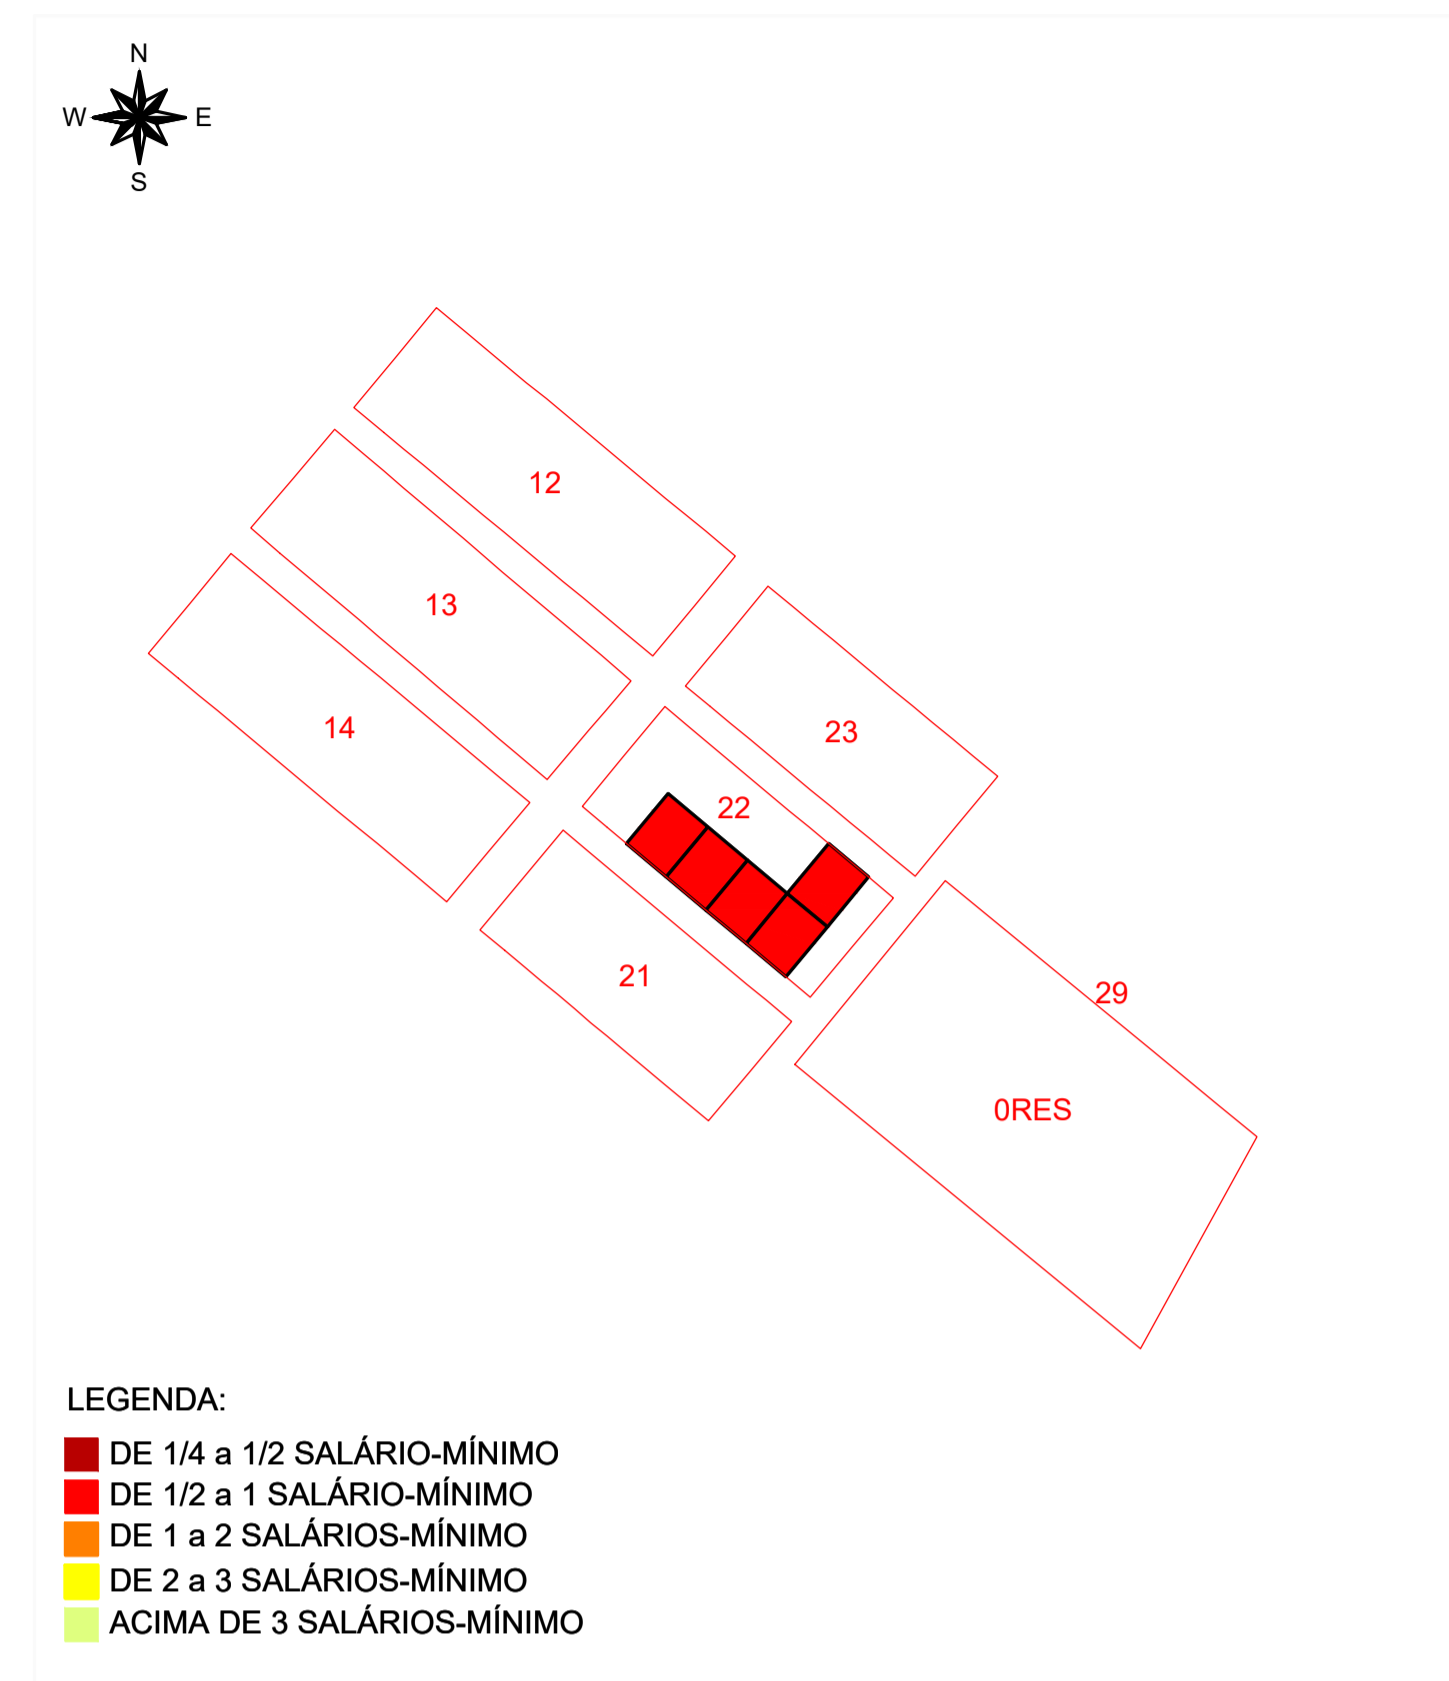 N
W E
S
12
13
14
23
22
21
29
0RES
LEGENDA:
DE 1/4 a 1/2 SALÁRIO-MÍNIMO
DE 1/2 a 1 SALÁRIO-MÍNIMO
DE 1 a 2 SALÁRIOS-MÍNIMO
DE 2 a 3 SALÁRIOS-MÍNIMO
ACIMA DE 3 SALÁRIOS-MÍNIMO